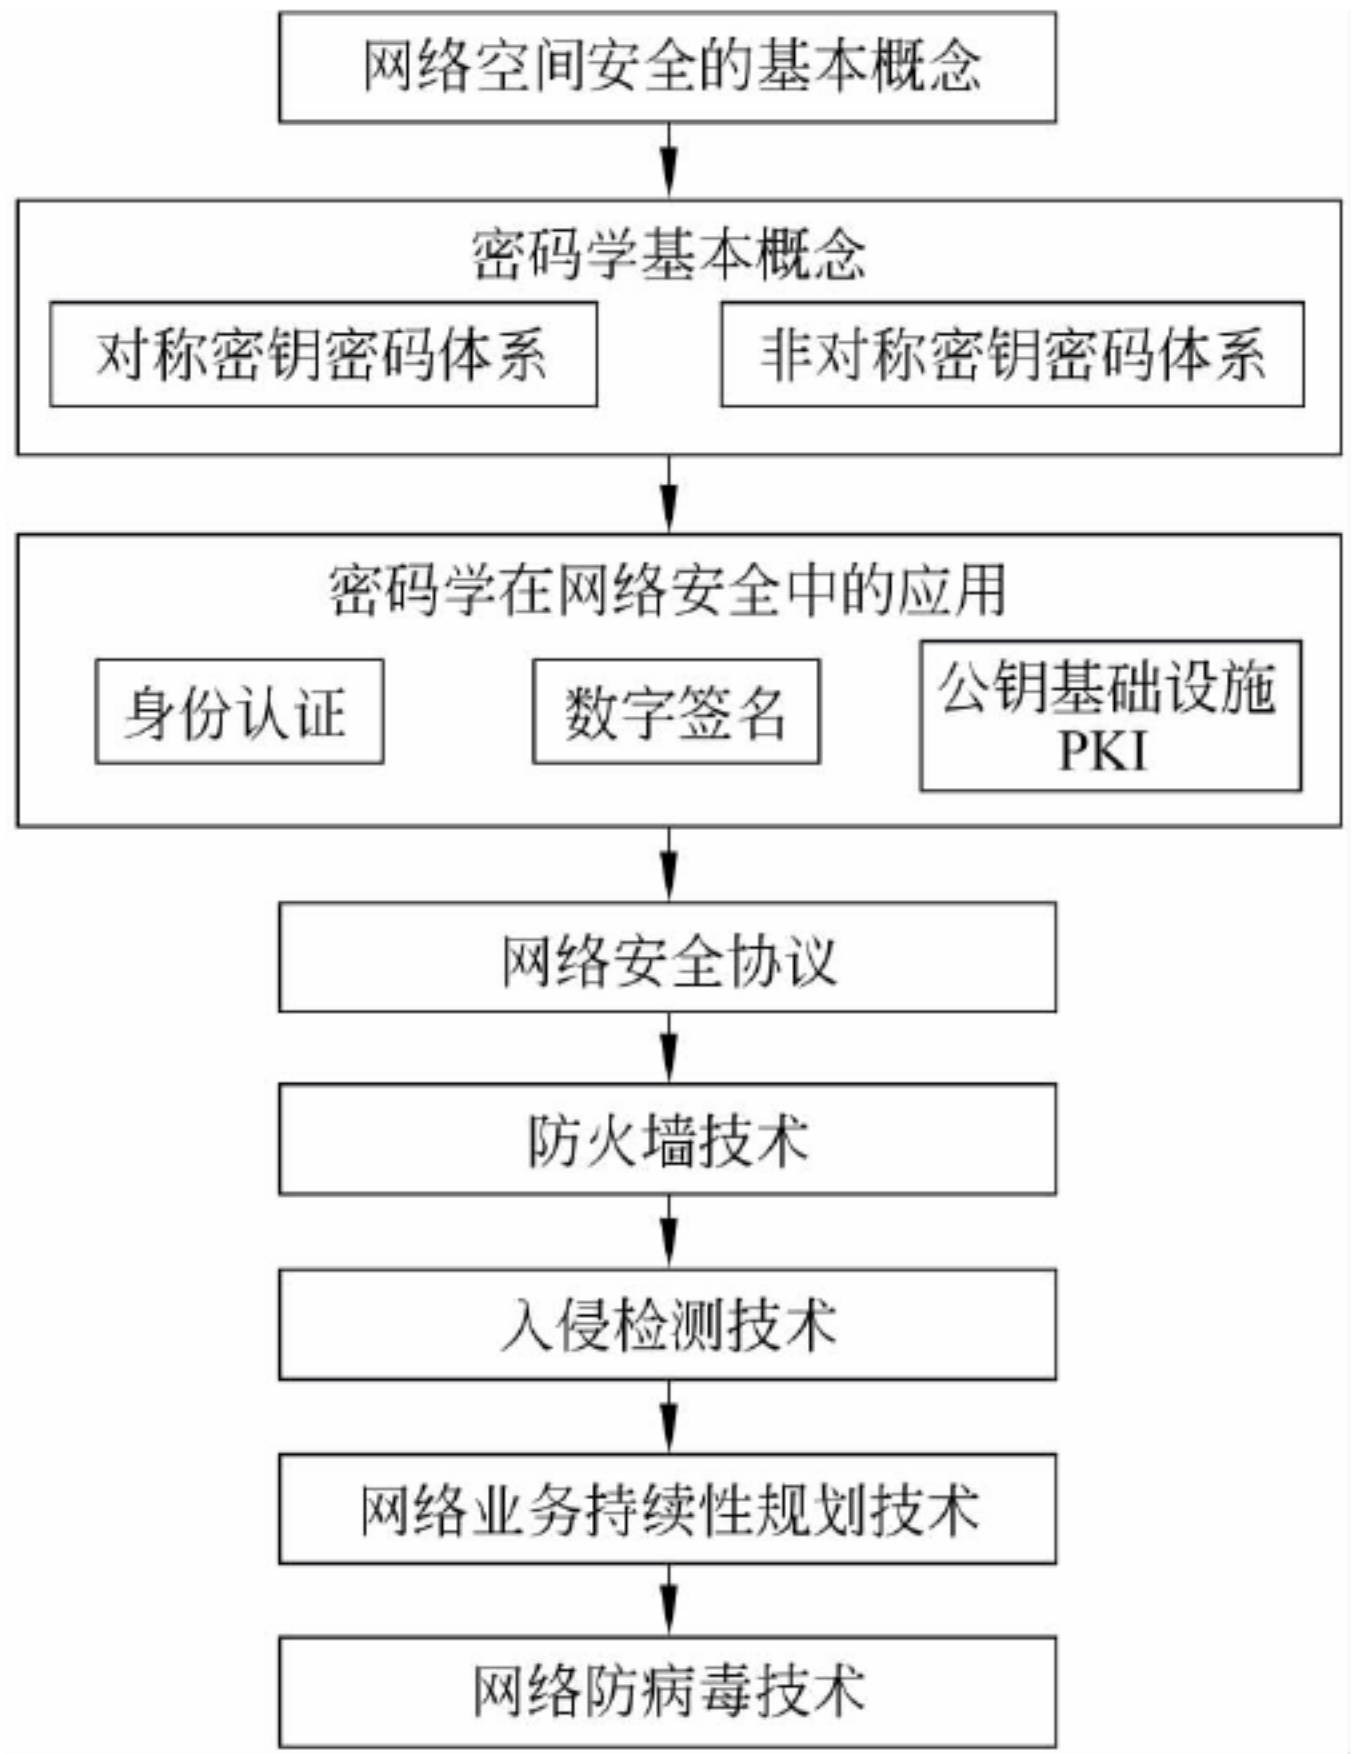 网络空间安全的基本概念
密码学基本概念
对称密钥密码体系
非对称密钥密码体系
密码学在网络安全中的应用
身份认证
数字签名
公钥基础设施
PKI
网络安全协议
防火墙技术
入侵检测技术
网络业务持续性规划技术
网络防病毒技术